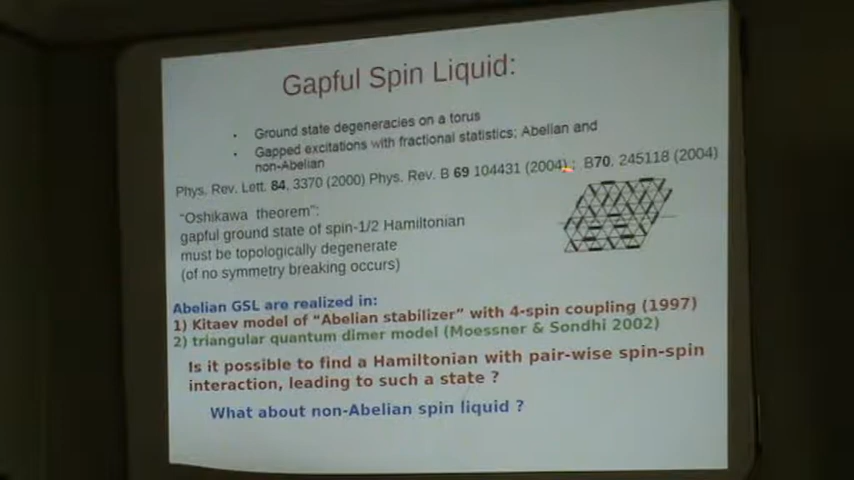 Gapful Spin Liquid:
• Ground state degeneracies on a torus
• Gapped excitations with fractional statistics; Abelian and
non-Abelian
Phys. Rev. Lett. 84, 3370 (2000) Phys. Rev. B 69 104431 (2004) ; B70, 245118 (2004)
"Oshikawa theorem":
gapful ground state of spin-1/2 Hamiltonian
must be topologically degenerate
(of no symmetry breaking occurs)
Abelian GSL are realized in:
1) Kitaev model of "Abelian stabilizer" with 4-spin coupling (1997)
2) triangular quantum dimer model (Moessner & Sondhi 2002)
Is it possible to find a Hamiltonian with pair-wise spin-spin
interaction, leading to such a state ?
What about non-Abelian spin liquid ?